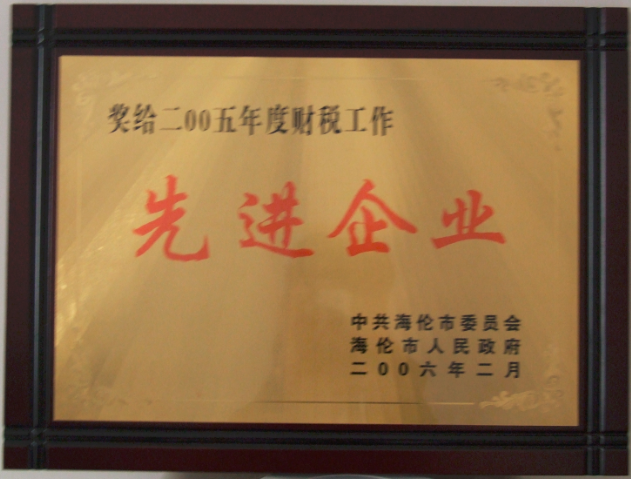 奖给二00五年度财税工作
先进企业
中共海伦市委员会
海伦市人民政府
二00六年二月